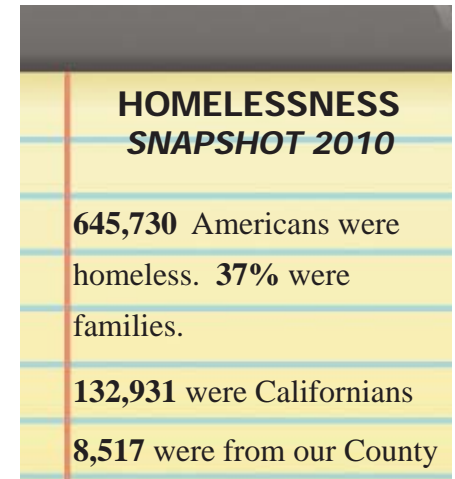 HOMELESSNESS
SNAPSHOT 2010
645,730 Americans were
homeless. 37% were
families.
132,931 were Californians
8,517 were from our County